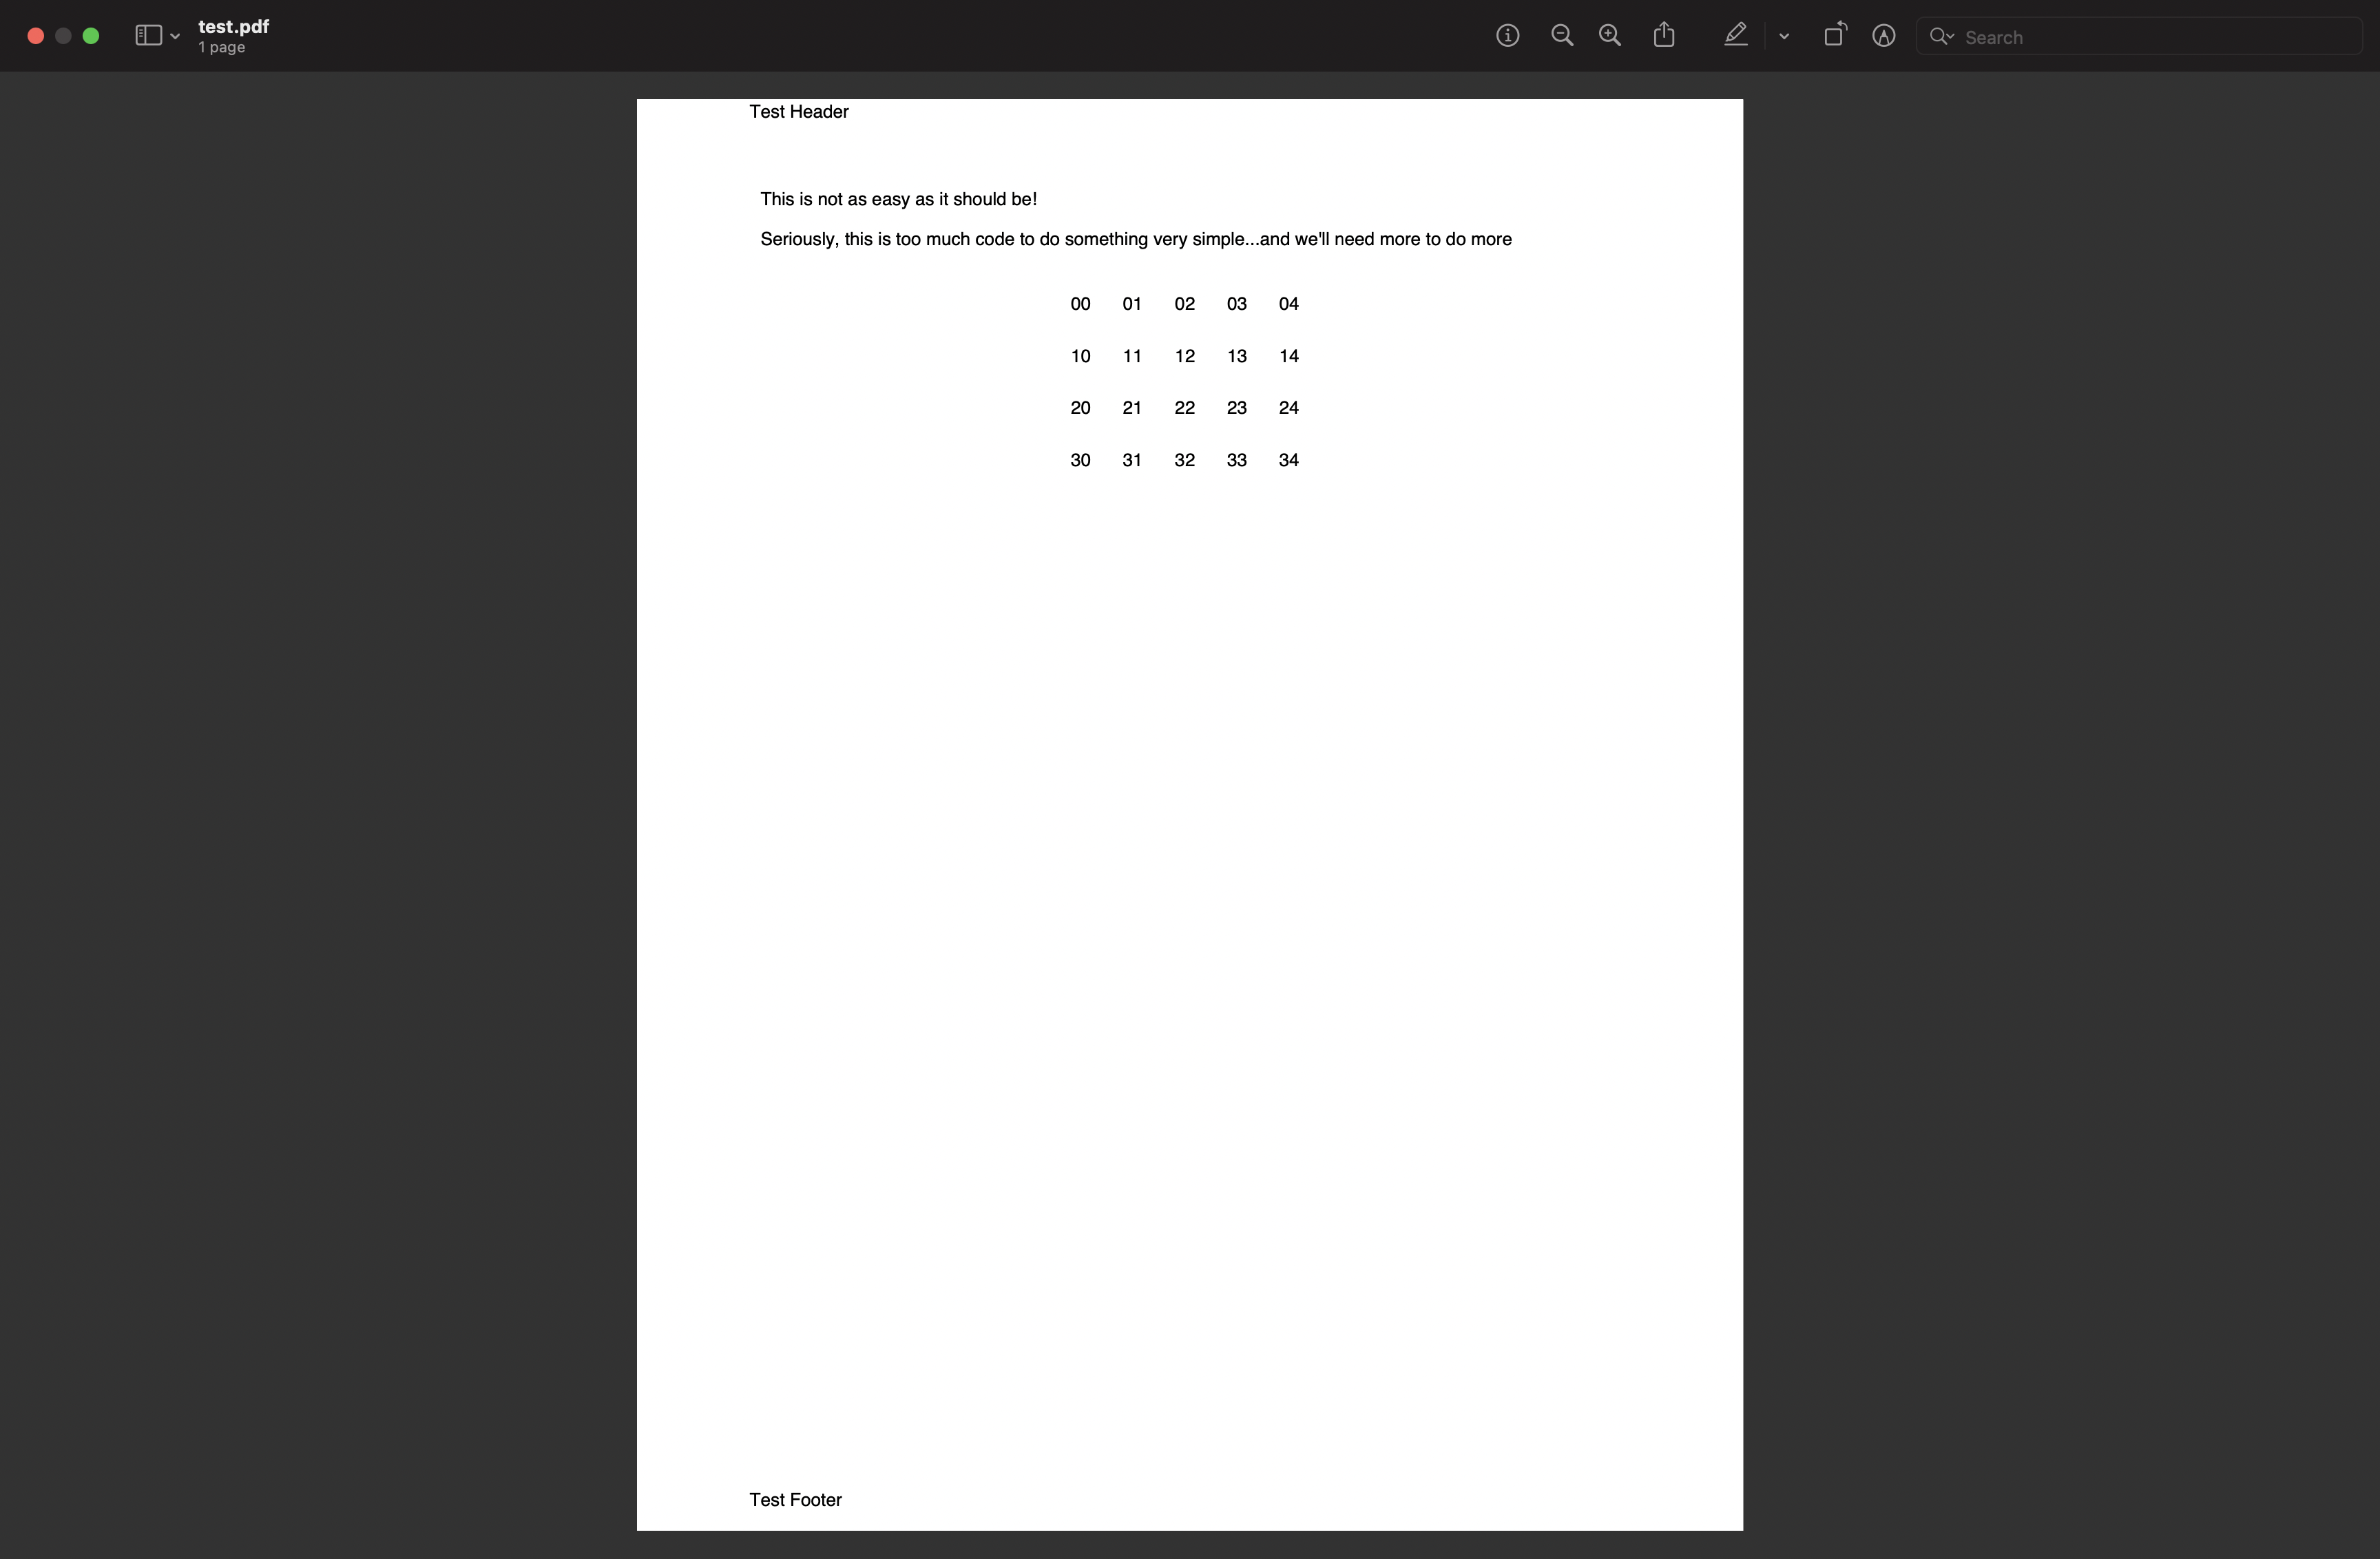 test.pdf
1 page
Search
Test Header
This is not as easy as it should be!
Seriously, this is too much code to do something very simple...and we'll need more to do more
00 01 02 03 04
10 11 12 13 14
20 21 22 23 24
30 31 32 33 34
Test Footer